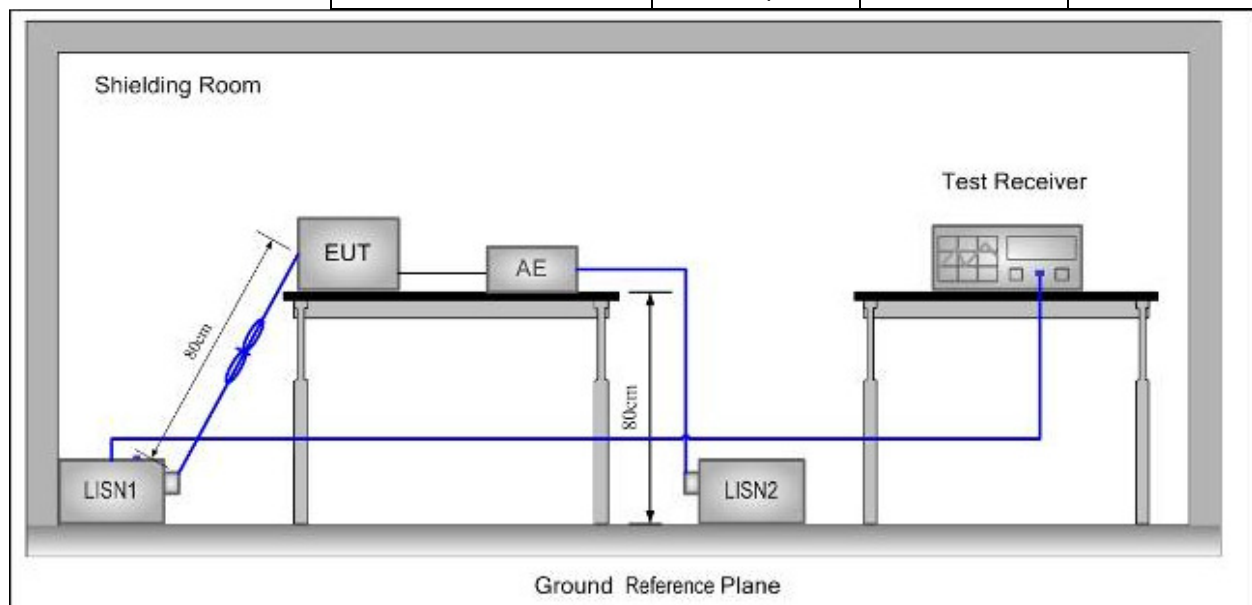 Shielding Room
Test Receiver
EUT
AE
80cm
80cm
LISN1
LISN2
Ground Reference Plane